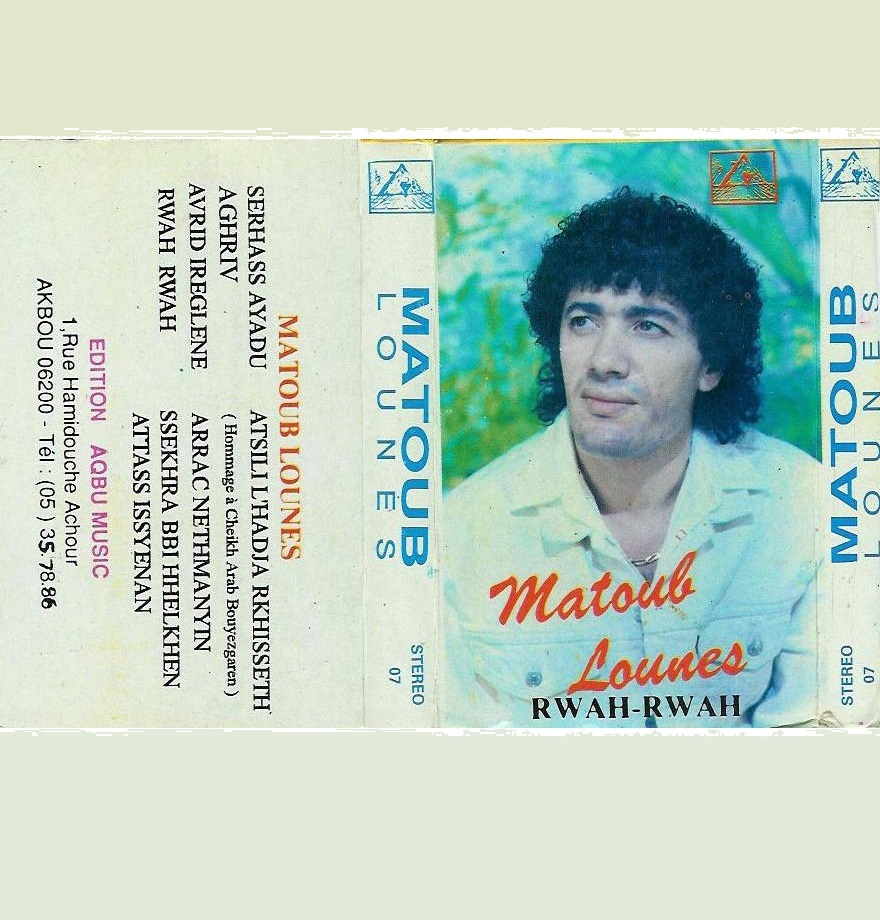 MATOUB LOUNES
SERHASS AYADU
AGHRIV
AVRID IREGLENE
RWAH RWAH
ATSILI L'HADJA RKHISSETH
( Hommage à Cheikh Arab Bouyezgaren )
ARRAC NETHMANYIN
SSEKHRA BBI HHELKHEN
ATTASS ISSYENAN
EDITION AQBU MUSIC
1,Rue Hamidouche Achour
AKBOU 06200 - Tél : (05 ) 35.78.86
MATOUB
LOUNES
STEREO
07
Matoub
Lounes
RWAH-RWAH
MATOUB
LOUNES
STEREO
07